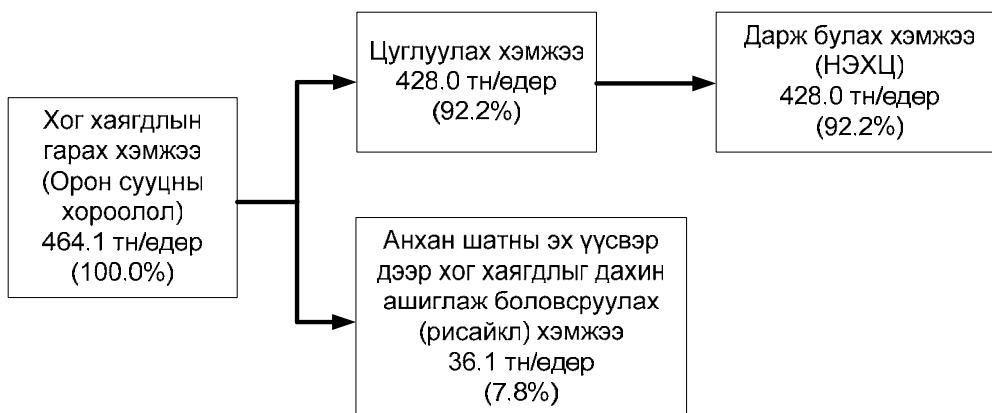 Хог хаягдлын
гарах хэмжээ
(Орон сууцны
хороолол)
464.1 тн/өдөр
(100.0%)
Цуглуулах хэмжээ
428.0 тн/өдөр
(92.2%)
Дарж булах хэмжээ
(НЭХЦ)
428.0 тн/өдөр
(92.2%)
Анхан шатны эх үүсвэр
дээр хог хаягдлыг дахин
ашиглаж боловсруулах
(рисайкл) хэмжээ
36.1 тн/өдөр
(7.8%)